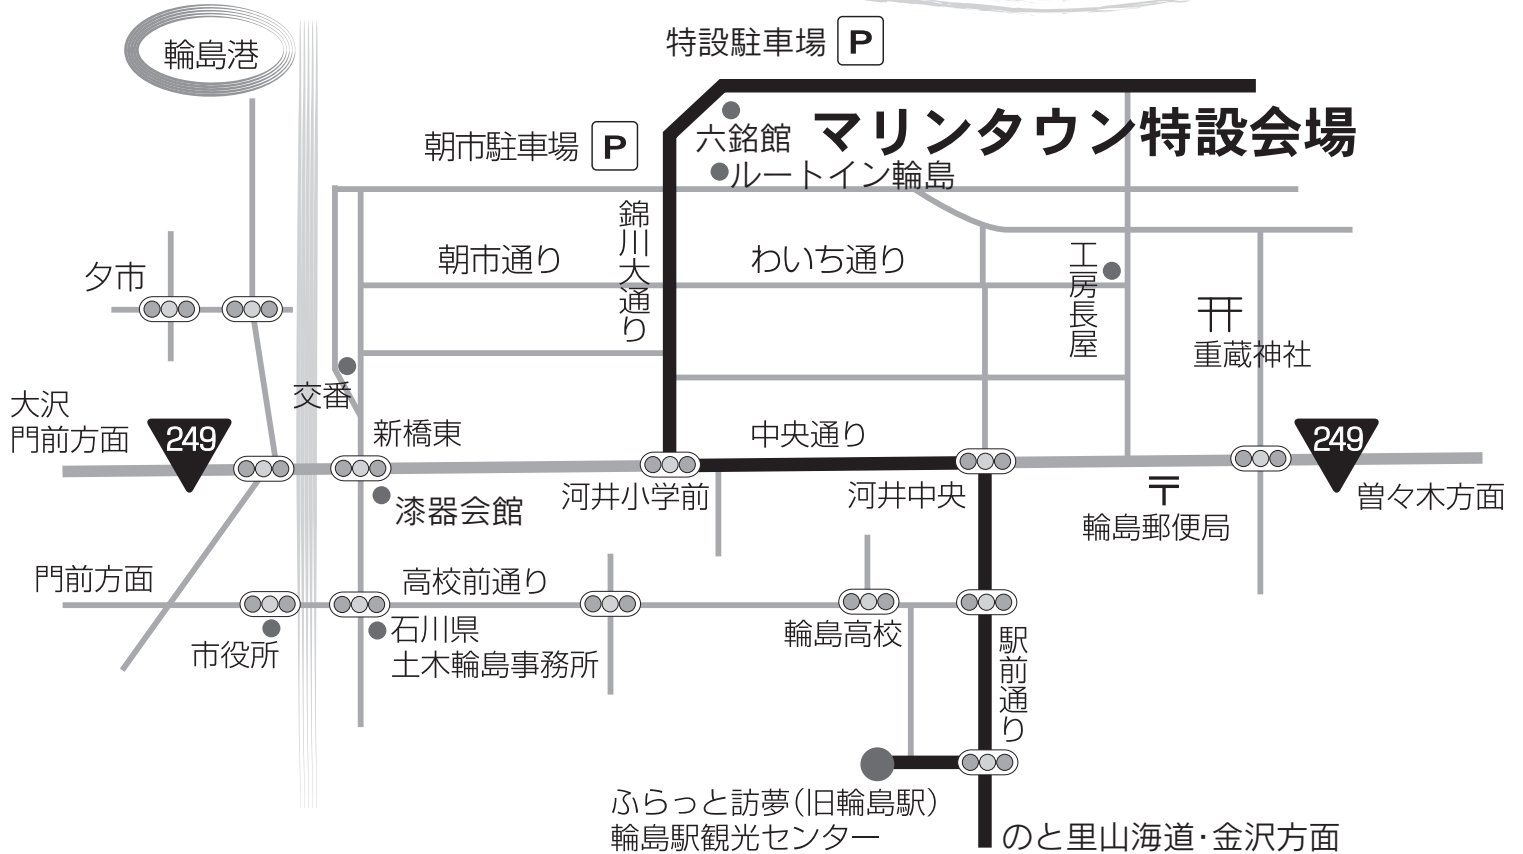 輪島港
特設駐車場 P
朝市駐車場 P
六銘館
マリンタウン特設会場
ルートイン輪島
錦川大通り
朝市通り
わいち通り
工房長屋
夕市
重蔵神社
交番
大沢
門前方面
249
新橋東
中央通り
249
漆器会館
河井小学前
河井中央
〒
輪島郵便局
曽々木方面
門前方面
高校前通り
市役所
石川県
土木輪島事務所
輪島高校
駅前通り
ふらっと訪夢(旧輪島駅)
輪島駅観光センター
のと里山海道・金沢方面